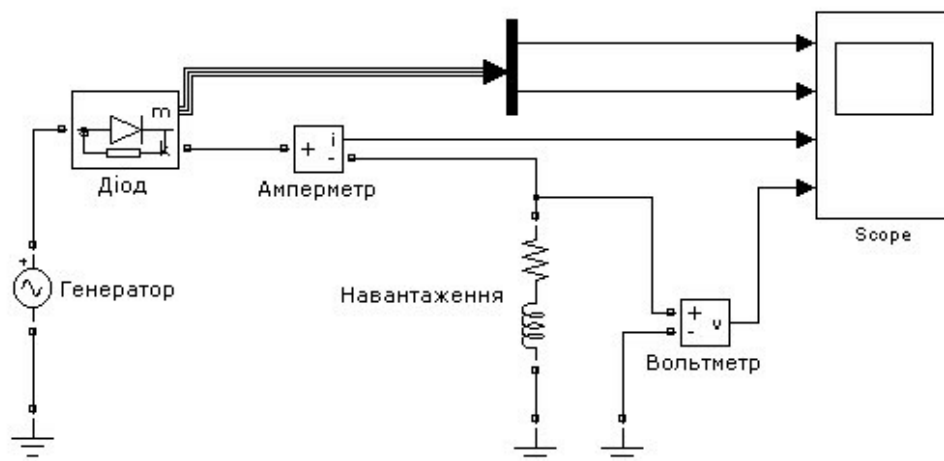 m
a
k
Діод
+
i
-
Амперметр
Scope
+
Генератор
Навантаження
+
-
v
Вольтметр